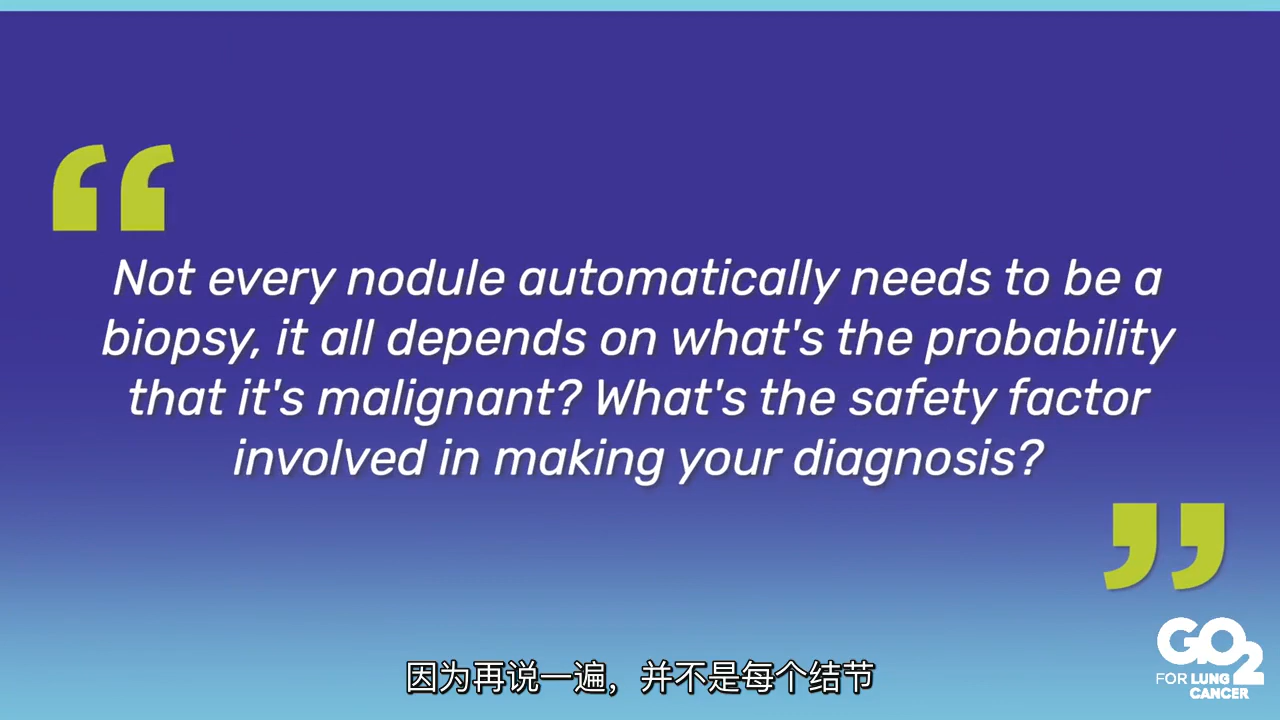 “
Not every nodule automatically needs to be a
biopsy, it all depends on what's the probability
that it's malignant? What's the safety factor
involved in making your diagnosis?
”
GO2
FOR LUNG
CANCER
因为再说一遍，并不是每个结节